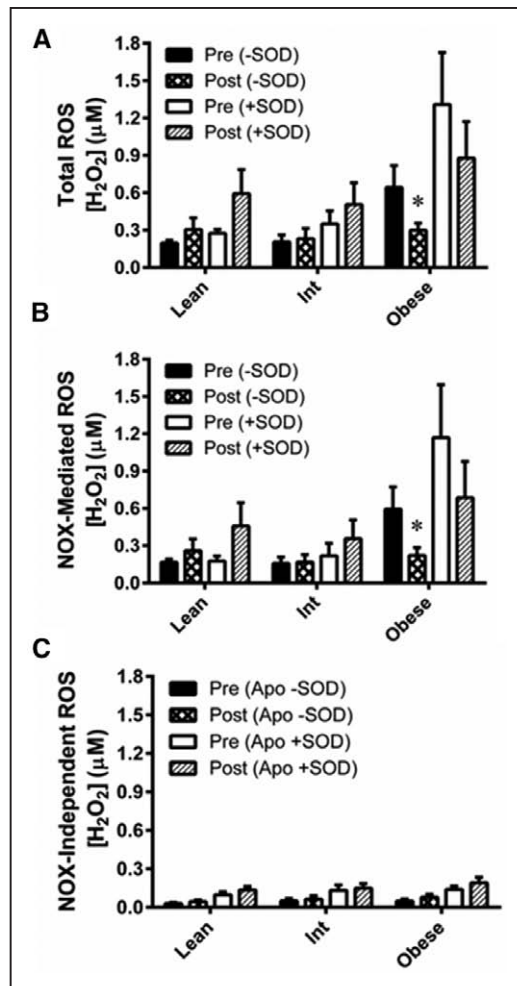 A
Total ROS
[H₂O₂] (µM)
1.8
1.5
1.2
0.9
0.6
0.3
0.0
Pre (-SOD)
Post (-SOD)
Pre (+SOD)
Post (+SOD)
*
Lean
Int
Obese
B
NOX-Mediated ROS
[H₂O₂] (µM)
1.8
1.5
1.2
0.9
0.6
0.3
0.0
Pre (-SOD)
Post (-SOD)
Pre (+SOD)
Post (+SOD)
*
Lean
Int
Obese
C
NOX-Independent ROS
[H₂O₂] (µM)
1.8
1.5
1.2
0.9
0.6
0.3
0.0
Pre (Apo -SOD)
Post (Apo -SOD)
Pre (Apo +SOD)
Post (Apo +SOD)
Lean
Int
Obese